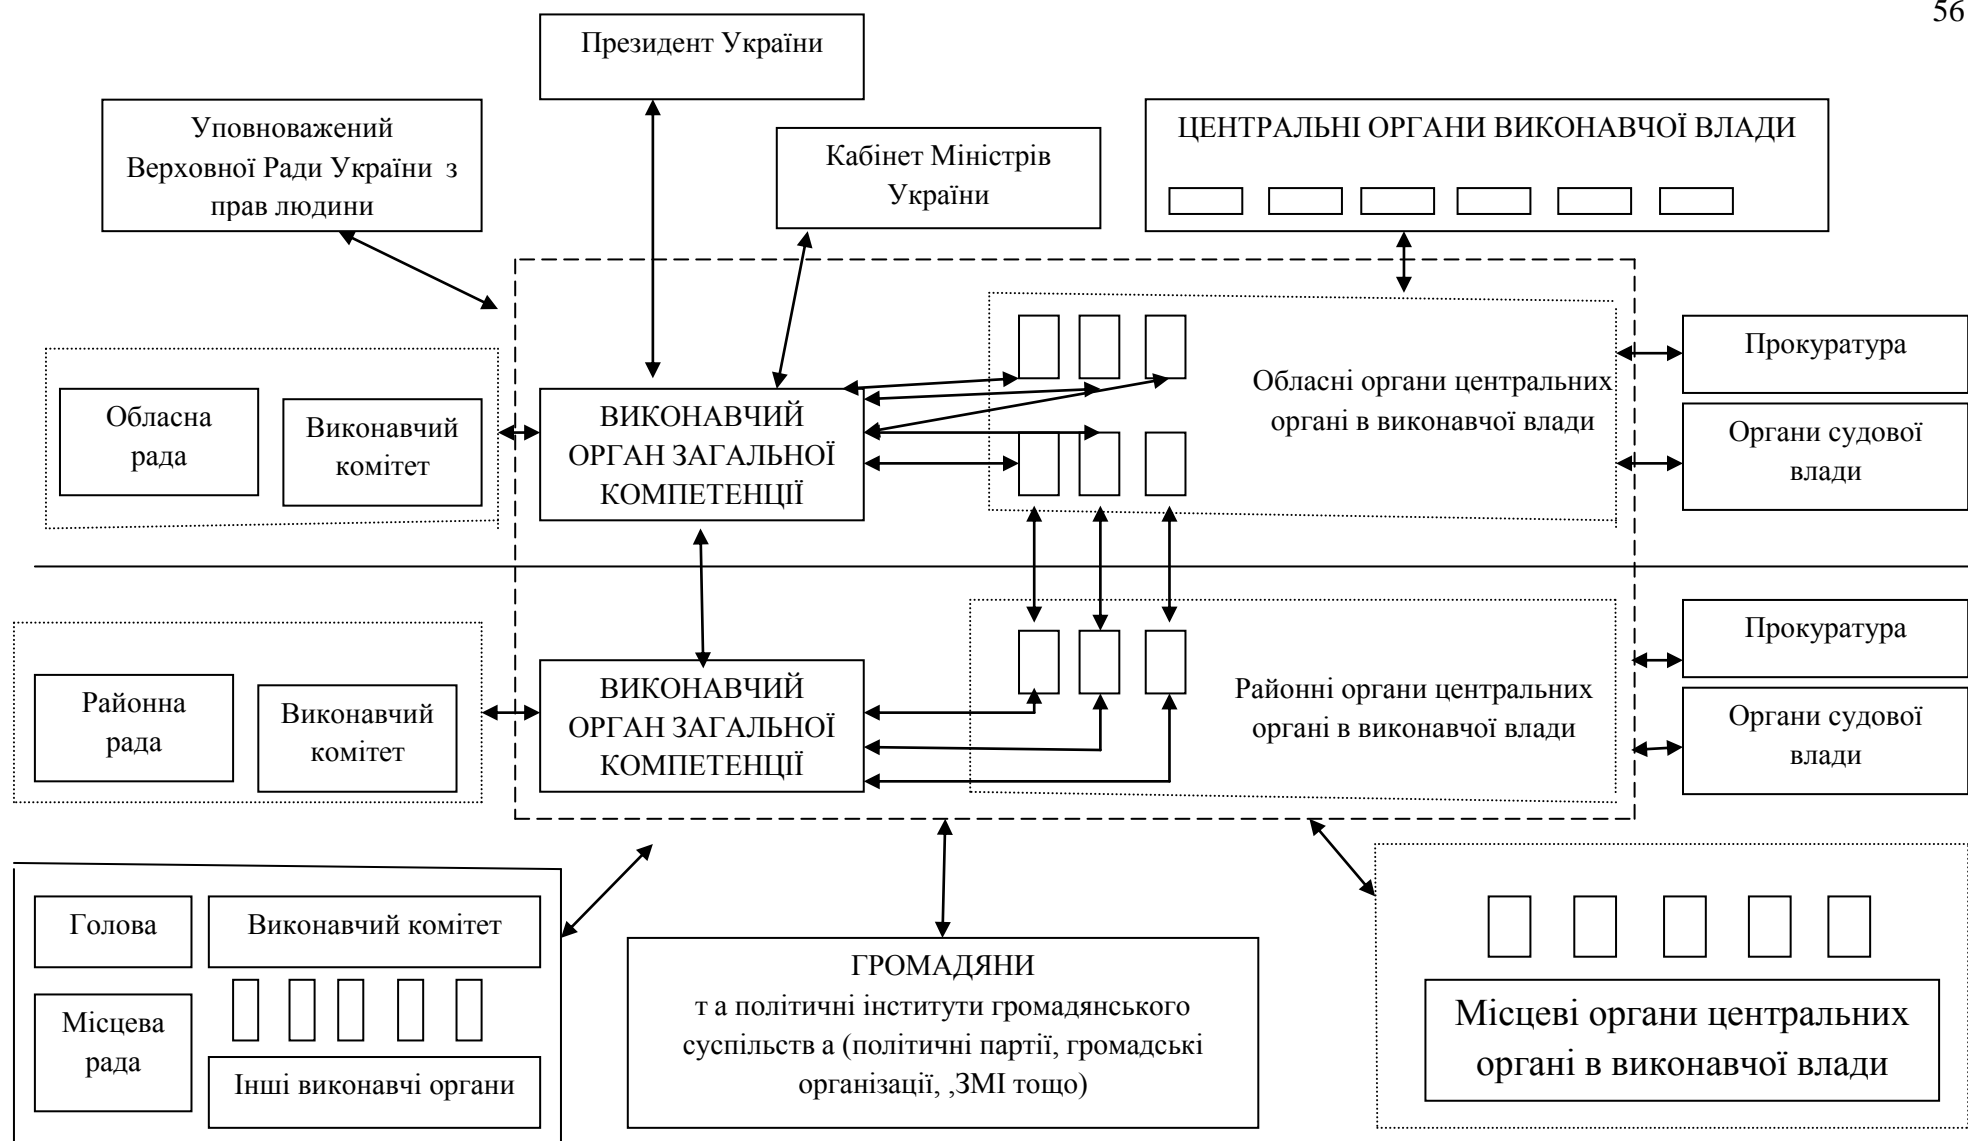 56
Президент України
Уповноважений
Верховної Ради України з
прав людини
Кабінет Міністрів
України
ЦЕНТРАЛЬНІ ОРГАНИ ВИКОНАВЧОЇ ВЛАДИ
Обласна
рада
Виконавчий
комітет
ВИКОНАВЧИЙ
ОРГАН ЗАГАЛЬНОЇ
КОМПЕТЕНЦІЇ
Обласні органи центральних
органі в виконавчої влади
Прокуратура
Органи судової
влади
Районна
рада
Виконавчий
комітет
ВИКОНАВЧИЙ
ОРГАН ЗАГАЛЬНОЇ
КОМПЕТЕНЦІЇ
Районні органи центральних
органі в виконавчої влади
Прокуратура
Органи судової
влади
Голова
Виконавчий комітет
Місцева
рада
Інші виконавчі органи
ГРОМАДЯНИ
т а політичні інститути громадянського
суспільств а (політичні партії, громадські
організації, ,ЗМІ тощо)
Місцеві органи центральних
органі в виконавчої влади